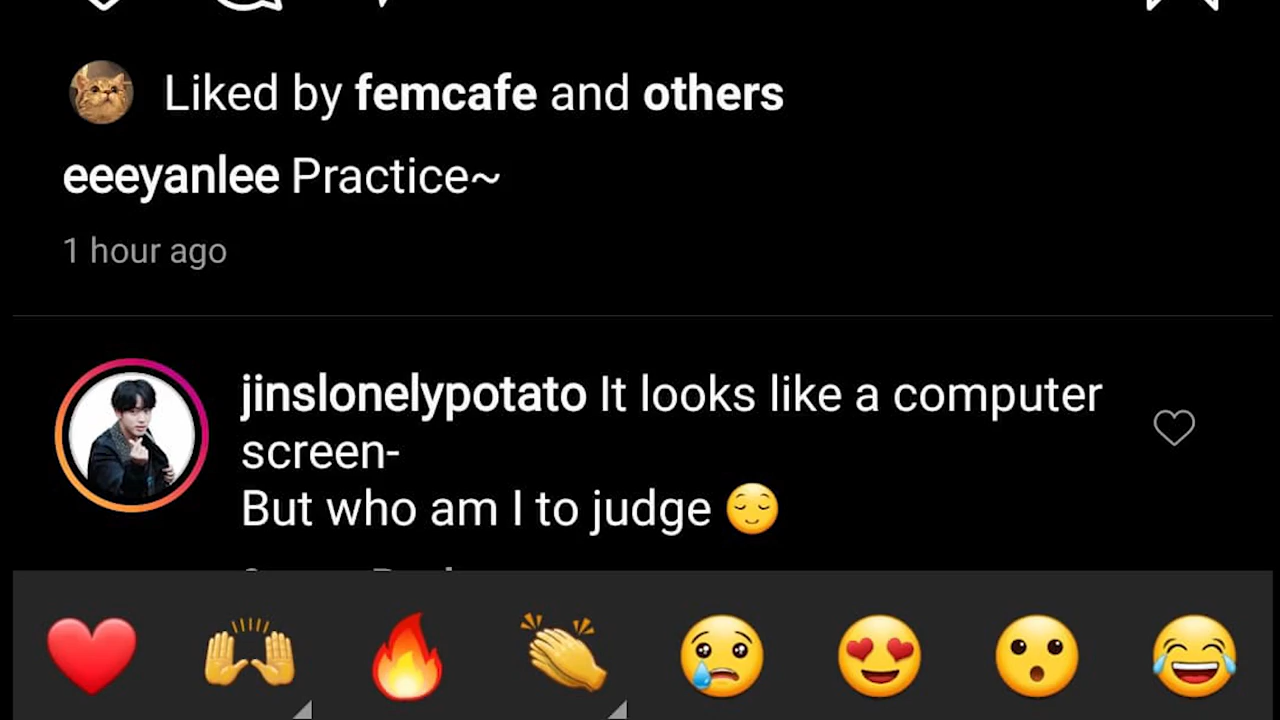 Liked by femcafe and others
eeeyanlee Practice~
1 hour ago
jinslonelypotato It looks like a computer
screen-
But who am I to judge 😌